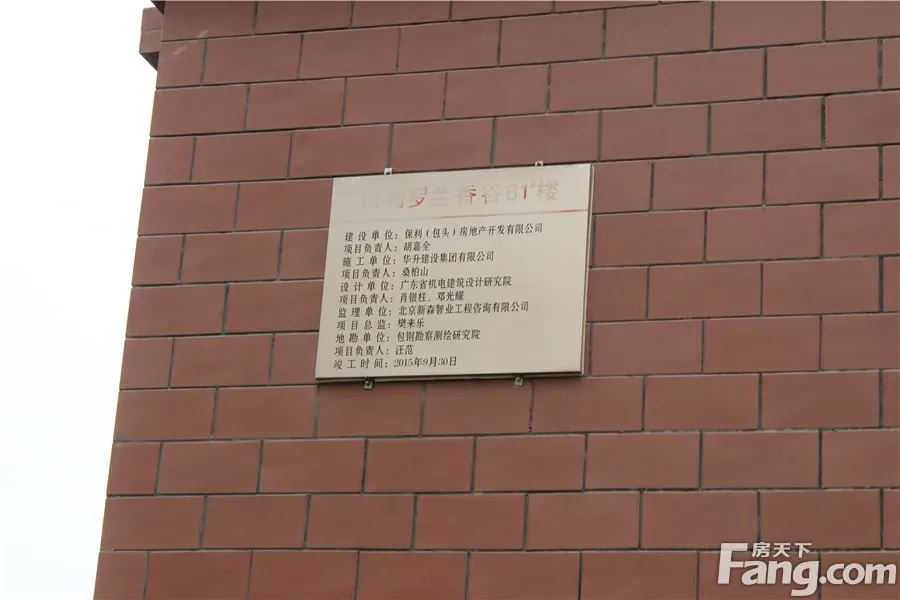 保利罗兰香谷61#楼
建设单位：保利（包头）房地产开发有限公司
项目负责人：胡嘉全
施工单位：华升建设集团有限公司
项目负责人：桑柏山
设计单位：广东省机电建筑设计研究院
项目负责人：肖银柱、邓光耀
监理单位：北京新森智业工程咨询有限公司
项目总监：樊来乐
地勘单位：包钢勘察测绘研究院
项目负责人：汪范
竣工时间：2015年9月30日
房天下
Fang.com